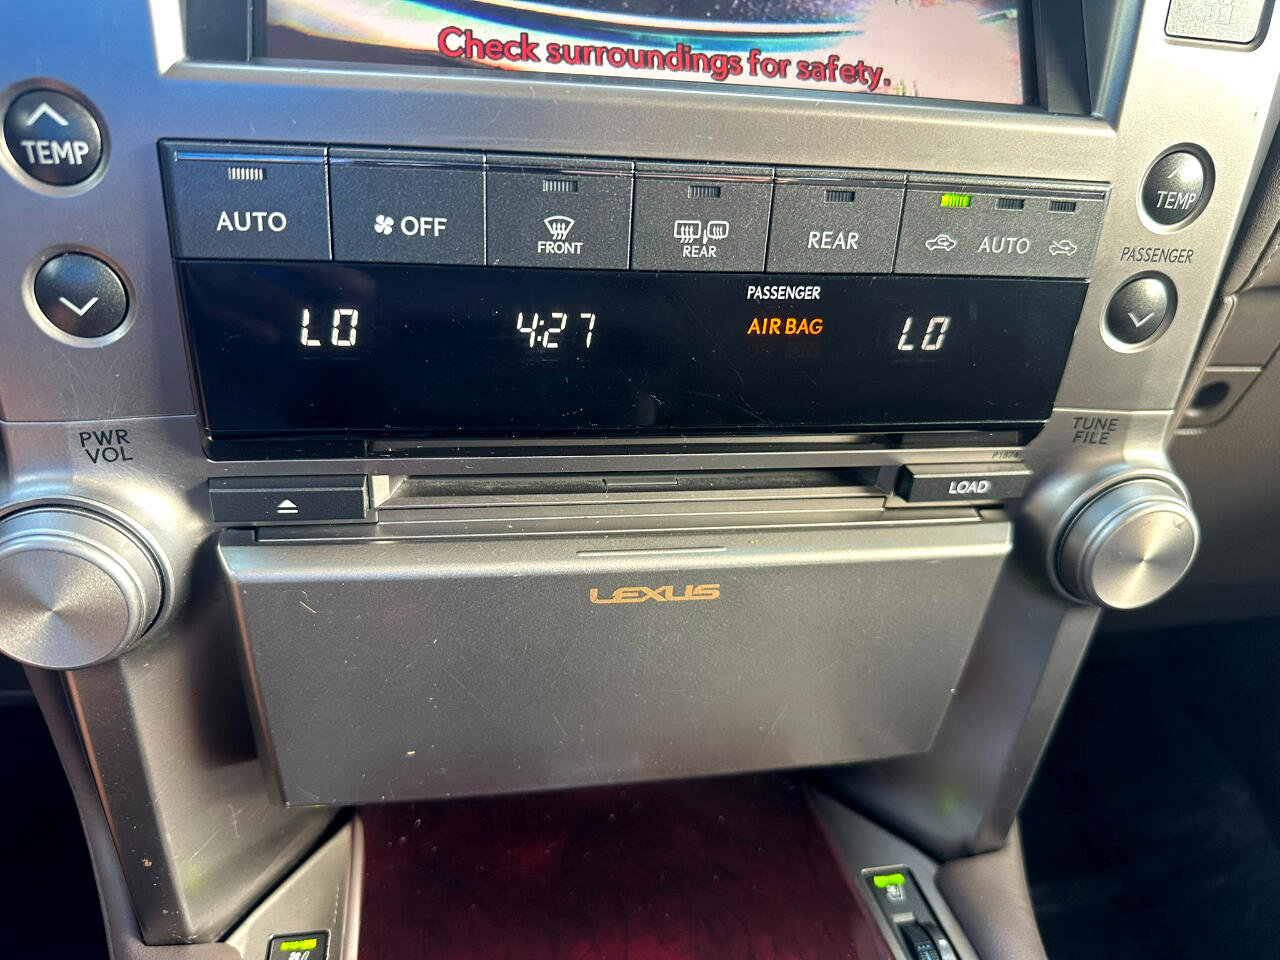 Check surroundings for safety.
TEMP
AUTO
OFF
FRONT
REAR
REAR
AUTO
TEMP
PASSENGER
LO
4:27
PASSENGER
AIR BAG
LO
PWR
VOL
TUNE
FILE
P1874
LOAD
LEXUS